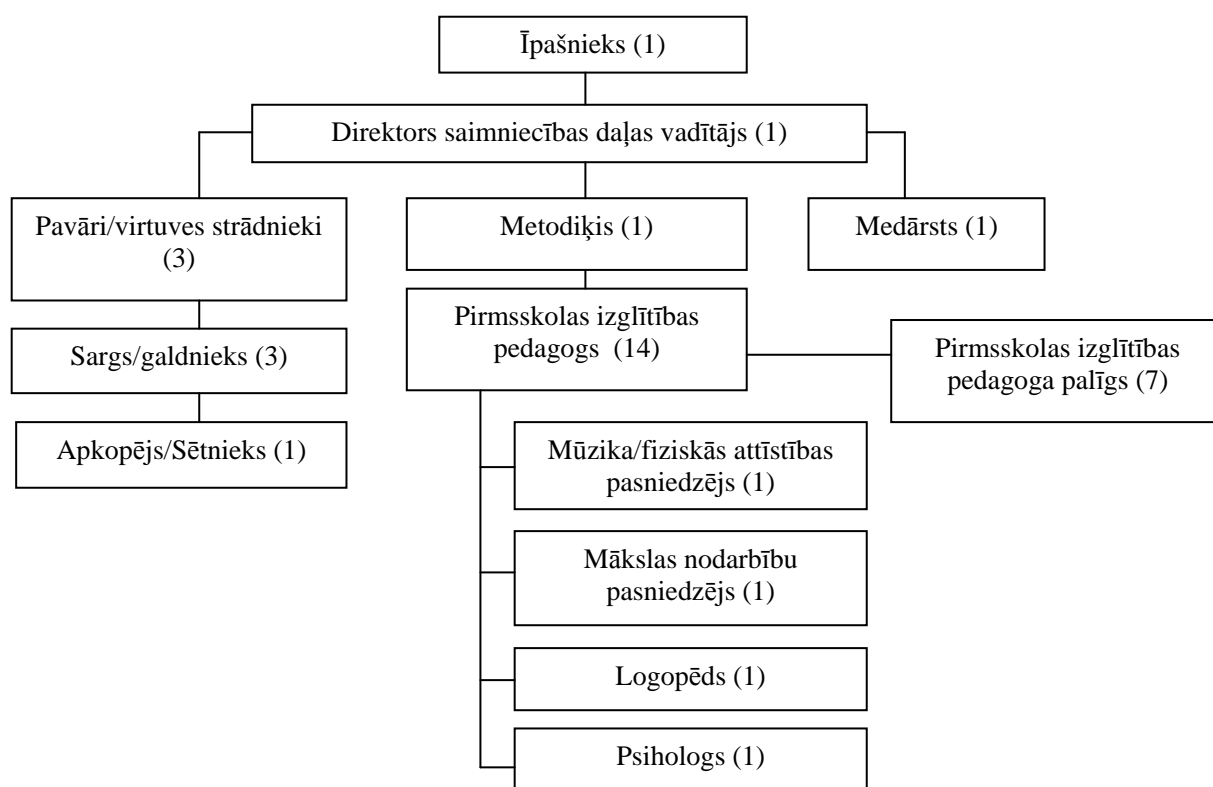 Īpašnieks (1)
Direktors saimniecības daļas vadītājs (1)
Pavāri/virtuves strādnieki
(3)
Metodiķis (1)
Medārsts (1)
Pirmsskolas izglītības
pedagogs (14)
Sargs/galdnieks (3)
Pirmsskolas izglītības
pedagoga palīgs (7)
Apkopējs/Sētnieks (1)
Mūzika/fiziskās attīstības
pasniedzējs (1)
Mākslas nodarbību
pasniedzējs (1)
Logopēds (1)
Psihologs (1)